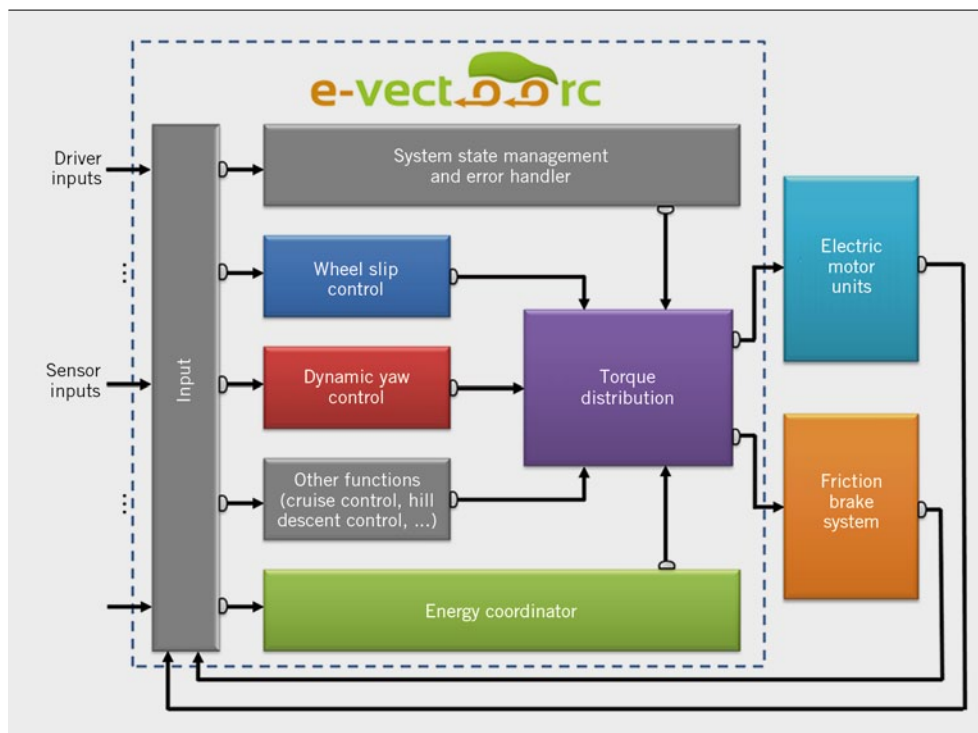 e-vectoorc
System state management
and error handler
Driver
inputs
Electric
motor
units
Wheel slip
control
...
Input
Sensor
inputs
Dynamic yaw
control
Torque
distribution
Other functions
(cruise control, hill
descent control, ...)
...
Friction
brake
system
Energy coordinator